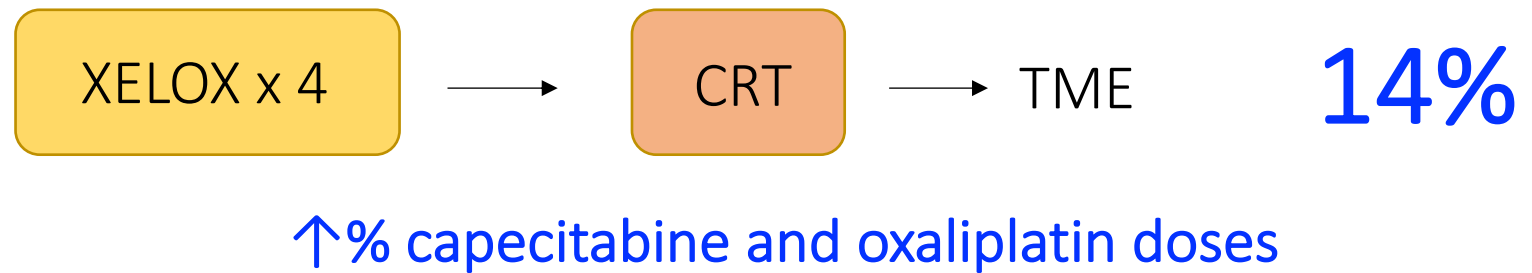 XELOX x 4 → CRT → TME 14%
↑% capecitabine and oxaliplatin doses